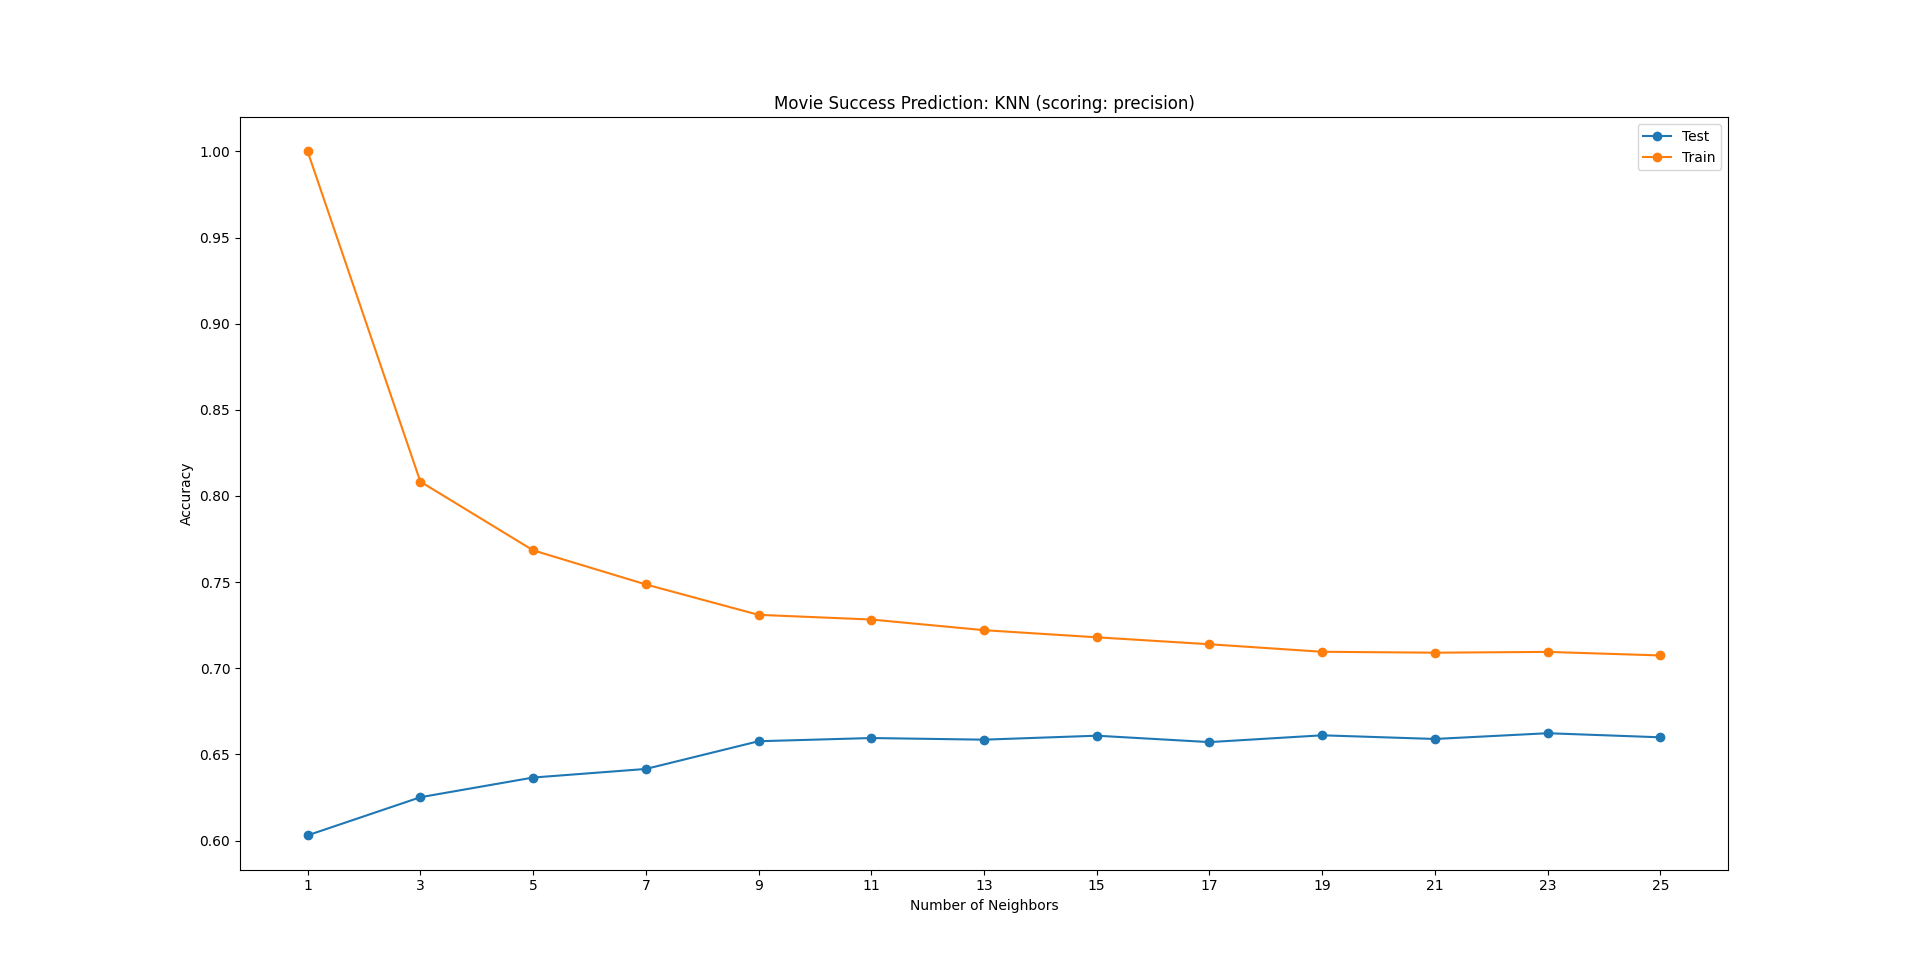 Movie Success Prediction: KNN (scoring: precision)
Test
Train
1.00
0.95
0.90
0.85
0.80
0.75
0.70
0.65
0.60
Accuracy
1 3 5 7 9 11 13 15 17 19 21 23 25
Number of Neighbors